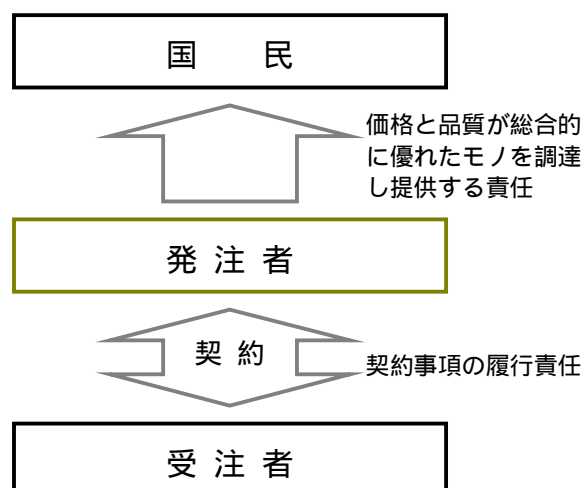 国　民
価格と品質が総合的
に優れたモノを調達
し提供する責任
発 注 者
契 約
契約事項の履行責任
受 注 者